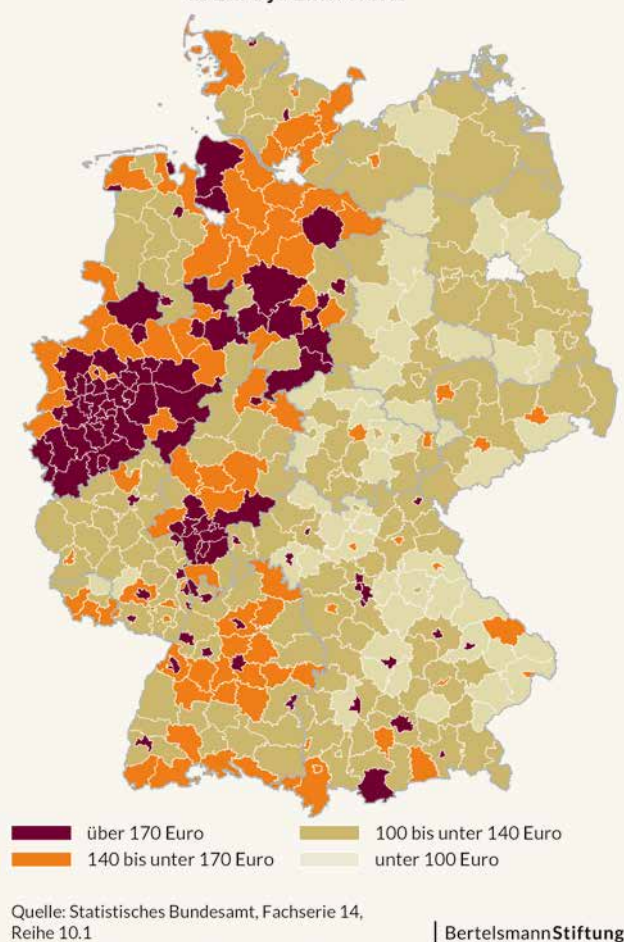 über 170 Euro
140 bis unter 170 Euro
100 bis unter 140 Euro
unter 100 Euro
Quelle: Statistisches Bundesamt, Fachserie 14,
Reihe 10.1
BertelsmannStiftung